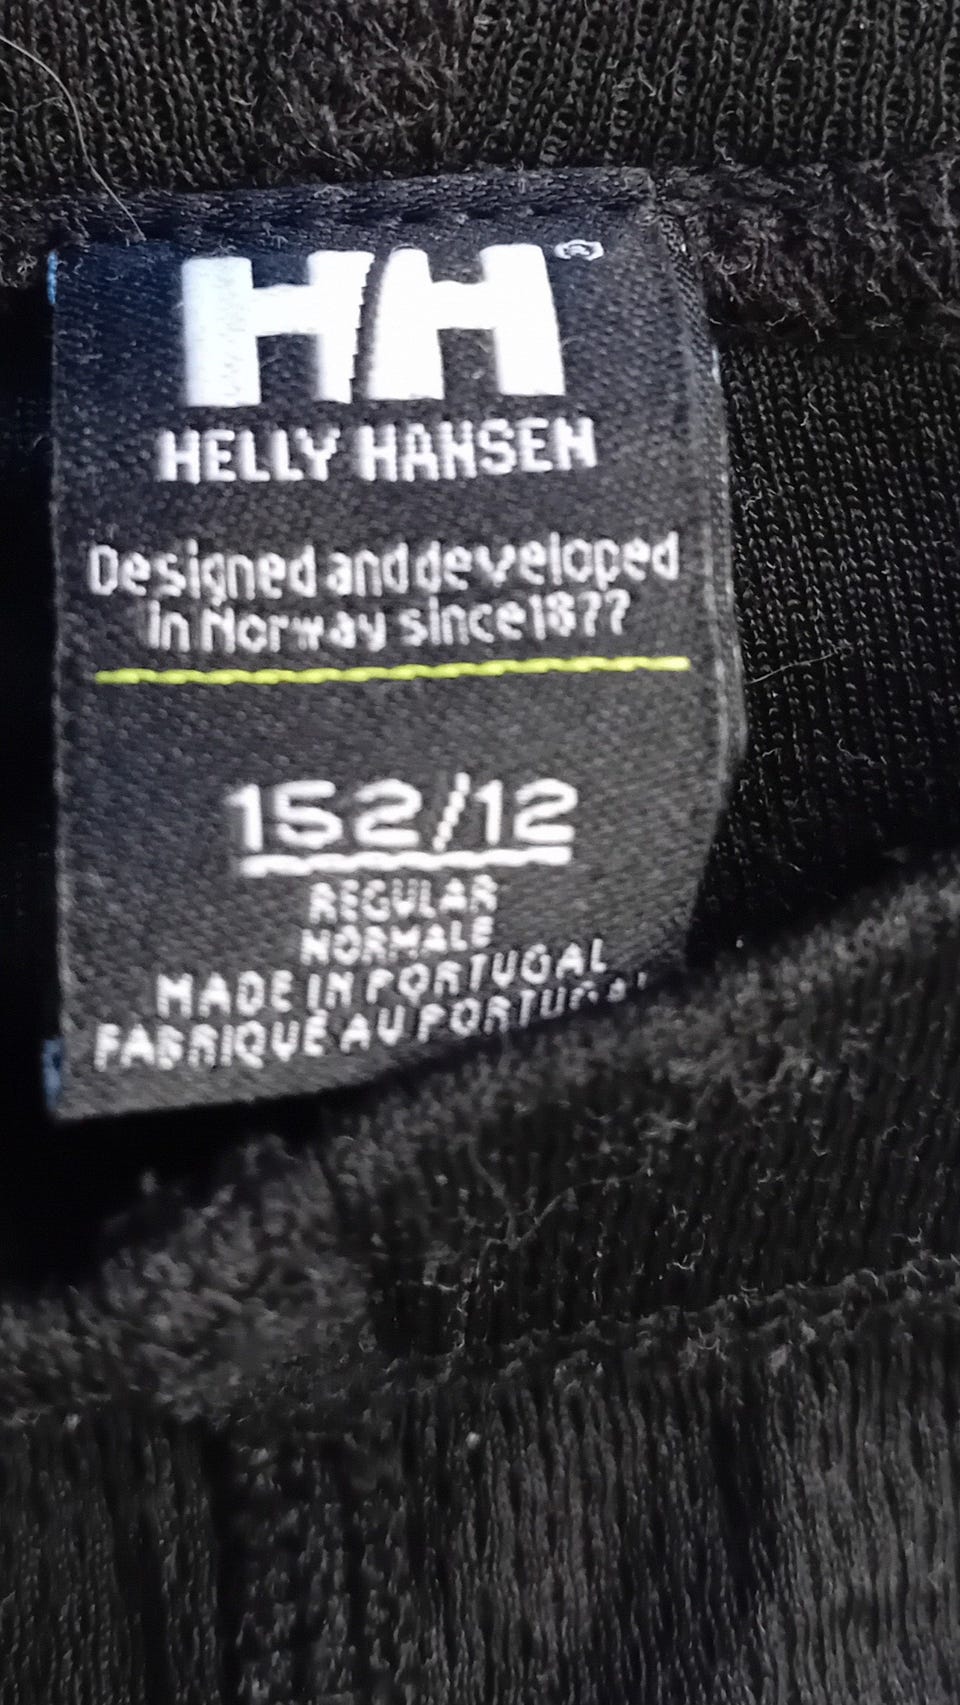 HH®
HELLY HANSEN
Designed and developed
in Norway since 1877
152/12
REGULAR
NORMALE
MADE IN PORTUGAL
FABRIQUÉ AU PORTUGAL